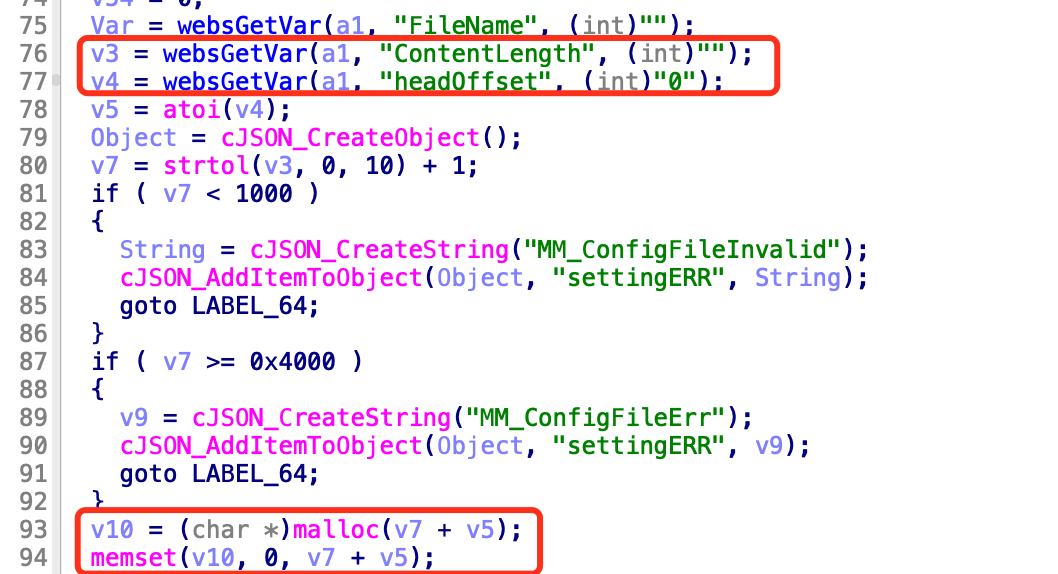 74 v34 = 0;
75 Var = websGetVar(a1, "FileName", (int)"");
76 v3 = websGetVar(a1, "ContentLength", (int)"");
77 v4 = websGetVar(a1, "headOffset", (int)"0");
78 v5 = atoi(v4);
79 Object = cJSON_CreateObject();
80 v7 = strtol(v3, 0, 10) + 1;
81 if ( v7 < 1000 )
82 {
83 String = cJSON_CreateString("MM_ConfigFileInvalid");
84 cJSON_AddItemToObject(Object, "settingERR", String);
85 goto LABEL_64;
86 }
87 if ( v7 >= 0x4000 )
88 {
89 v9 = cJSON_CreateString("MM_ConfigFileErr");
90 cJSON_AddItemToObject(Object, "settingERR", v9);
91 goto LABEL_64;
92 }
93 v10 = (char *)malloc(v7 + v5);
94 memset(v10, 0, v7 + v5);